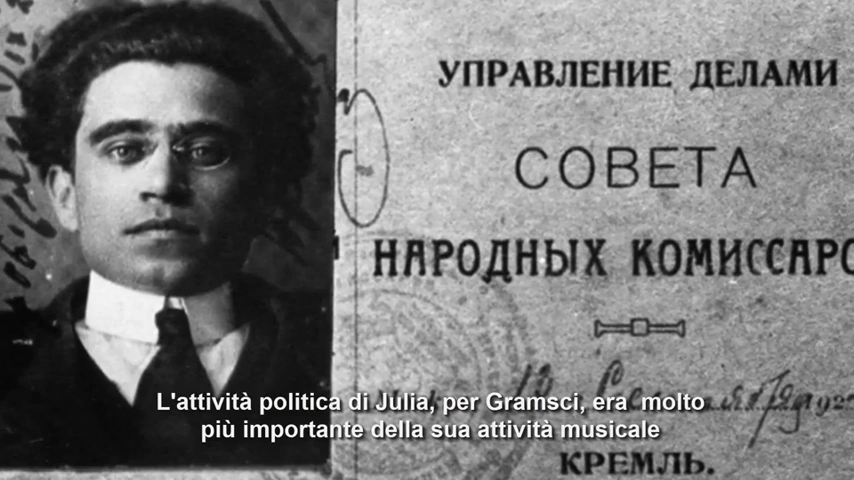 УПРАВЛЕНИЕ ДЕЛАМИ
СОВЕТА
НАРОДНЫХ КОМИССАРО
КРЕМЛЬ.
L'attività politica di Julia, per Gramsci, era molto
più importante della sua attività musicale